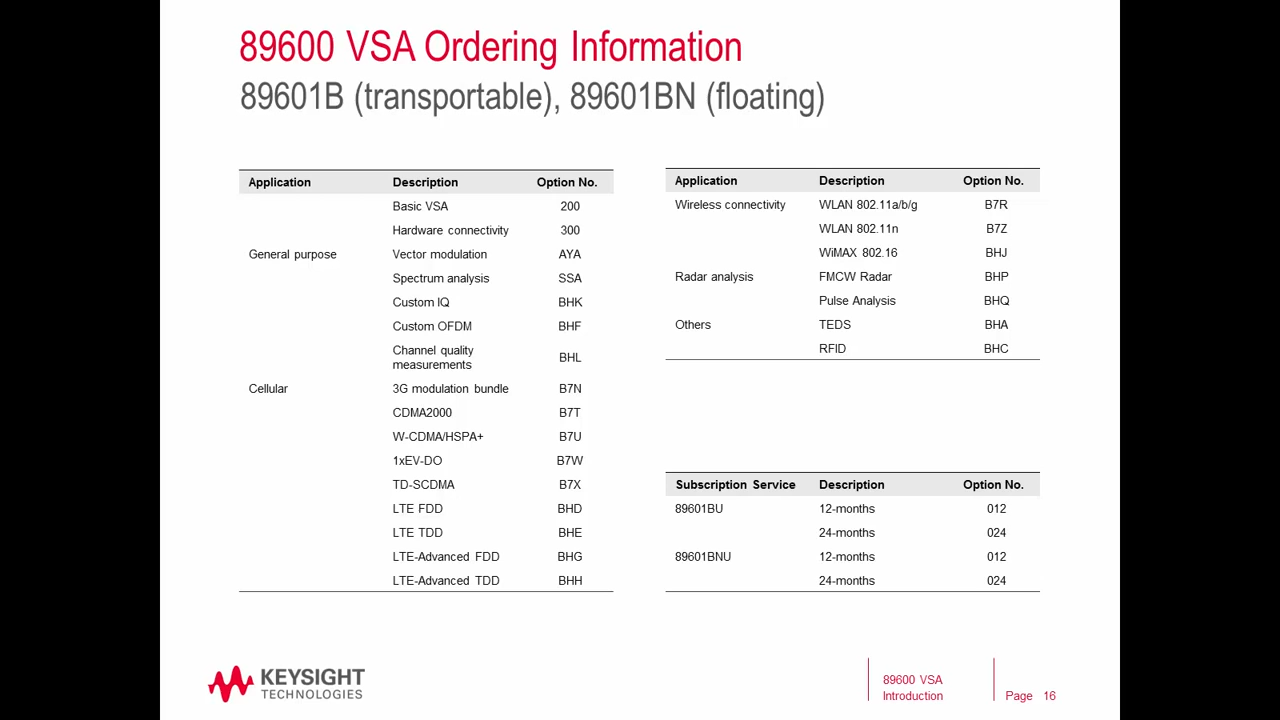 89600 VSA Ordering Information
89601B (transportable), 89601BN (floating)
Application Description Option No.
Basic VSA 200
Hardware connectivity 300
General purpose Vector modulation AYA
Spectrum analysis SSA
Custom IQ BHK
Custom OFDM BHF
Channel quality
measurements BHL
Cellular 3G modulation bundle B7N
CDMA2000 B7T
W-CDMA/HSPA+ B7U
1xEV-DO B7W
TD-SCDMA B7X
LTE FDD BHD
LTE TDD BHE
LTE-Advanced FDD BHG
LTE-Advanced TDD BHH
Application Description Option No.
Wireless connectivity WLAN 802.11a/b/g B7R
WLAN 802.11n B7Z
WiMAX 802.16 BHJ
Radar analysis FMCW Radar BHP
Pulse Analysis BHQ
Others TEDS BHA
RFID BHC
Subscription Service Description Option No.
89601BU 12-months 012
24-months 024
89601BNU 12-months 012
24-months 024
KEYSIGHT
TECHNOLOGIES
89600 VSA
Introduction
Page 16